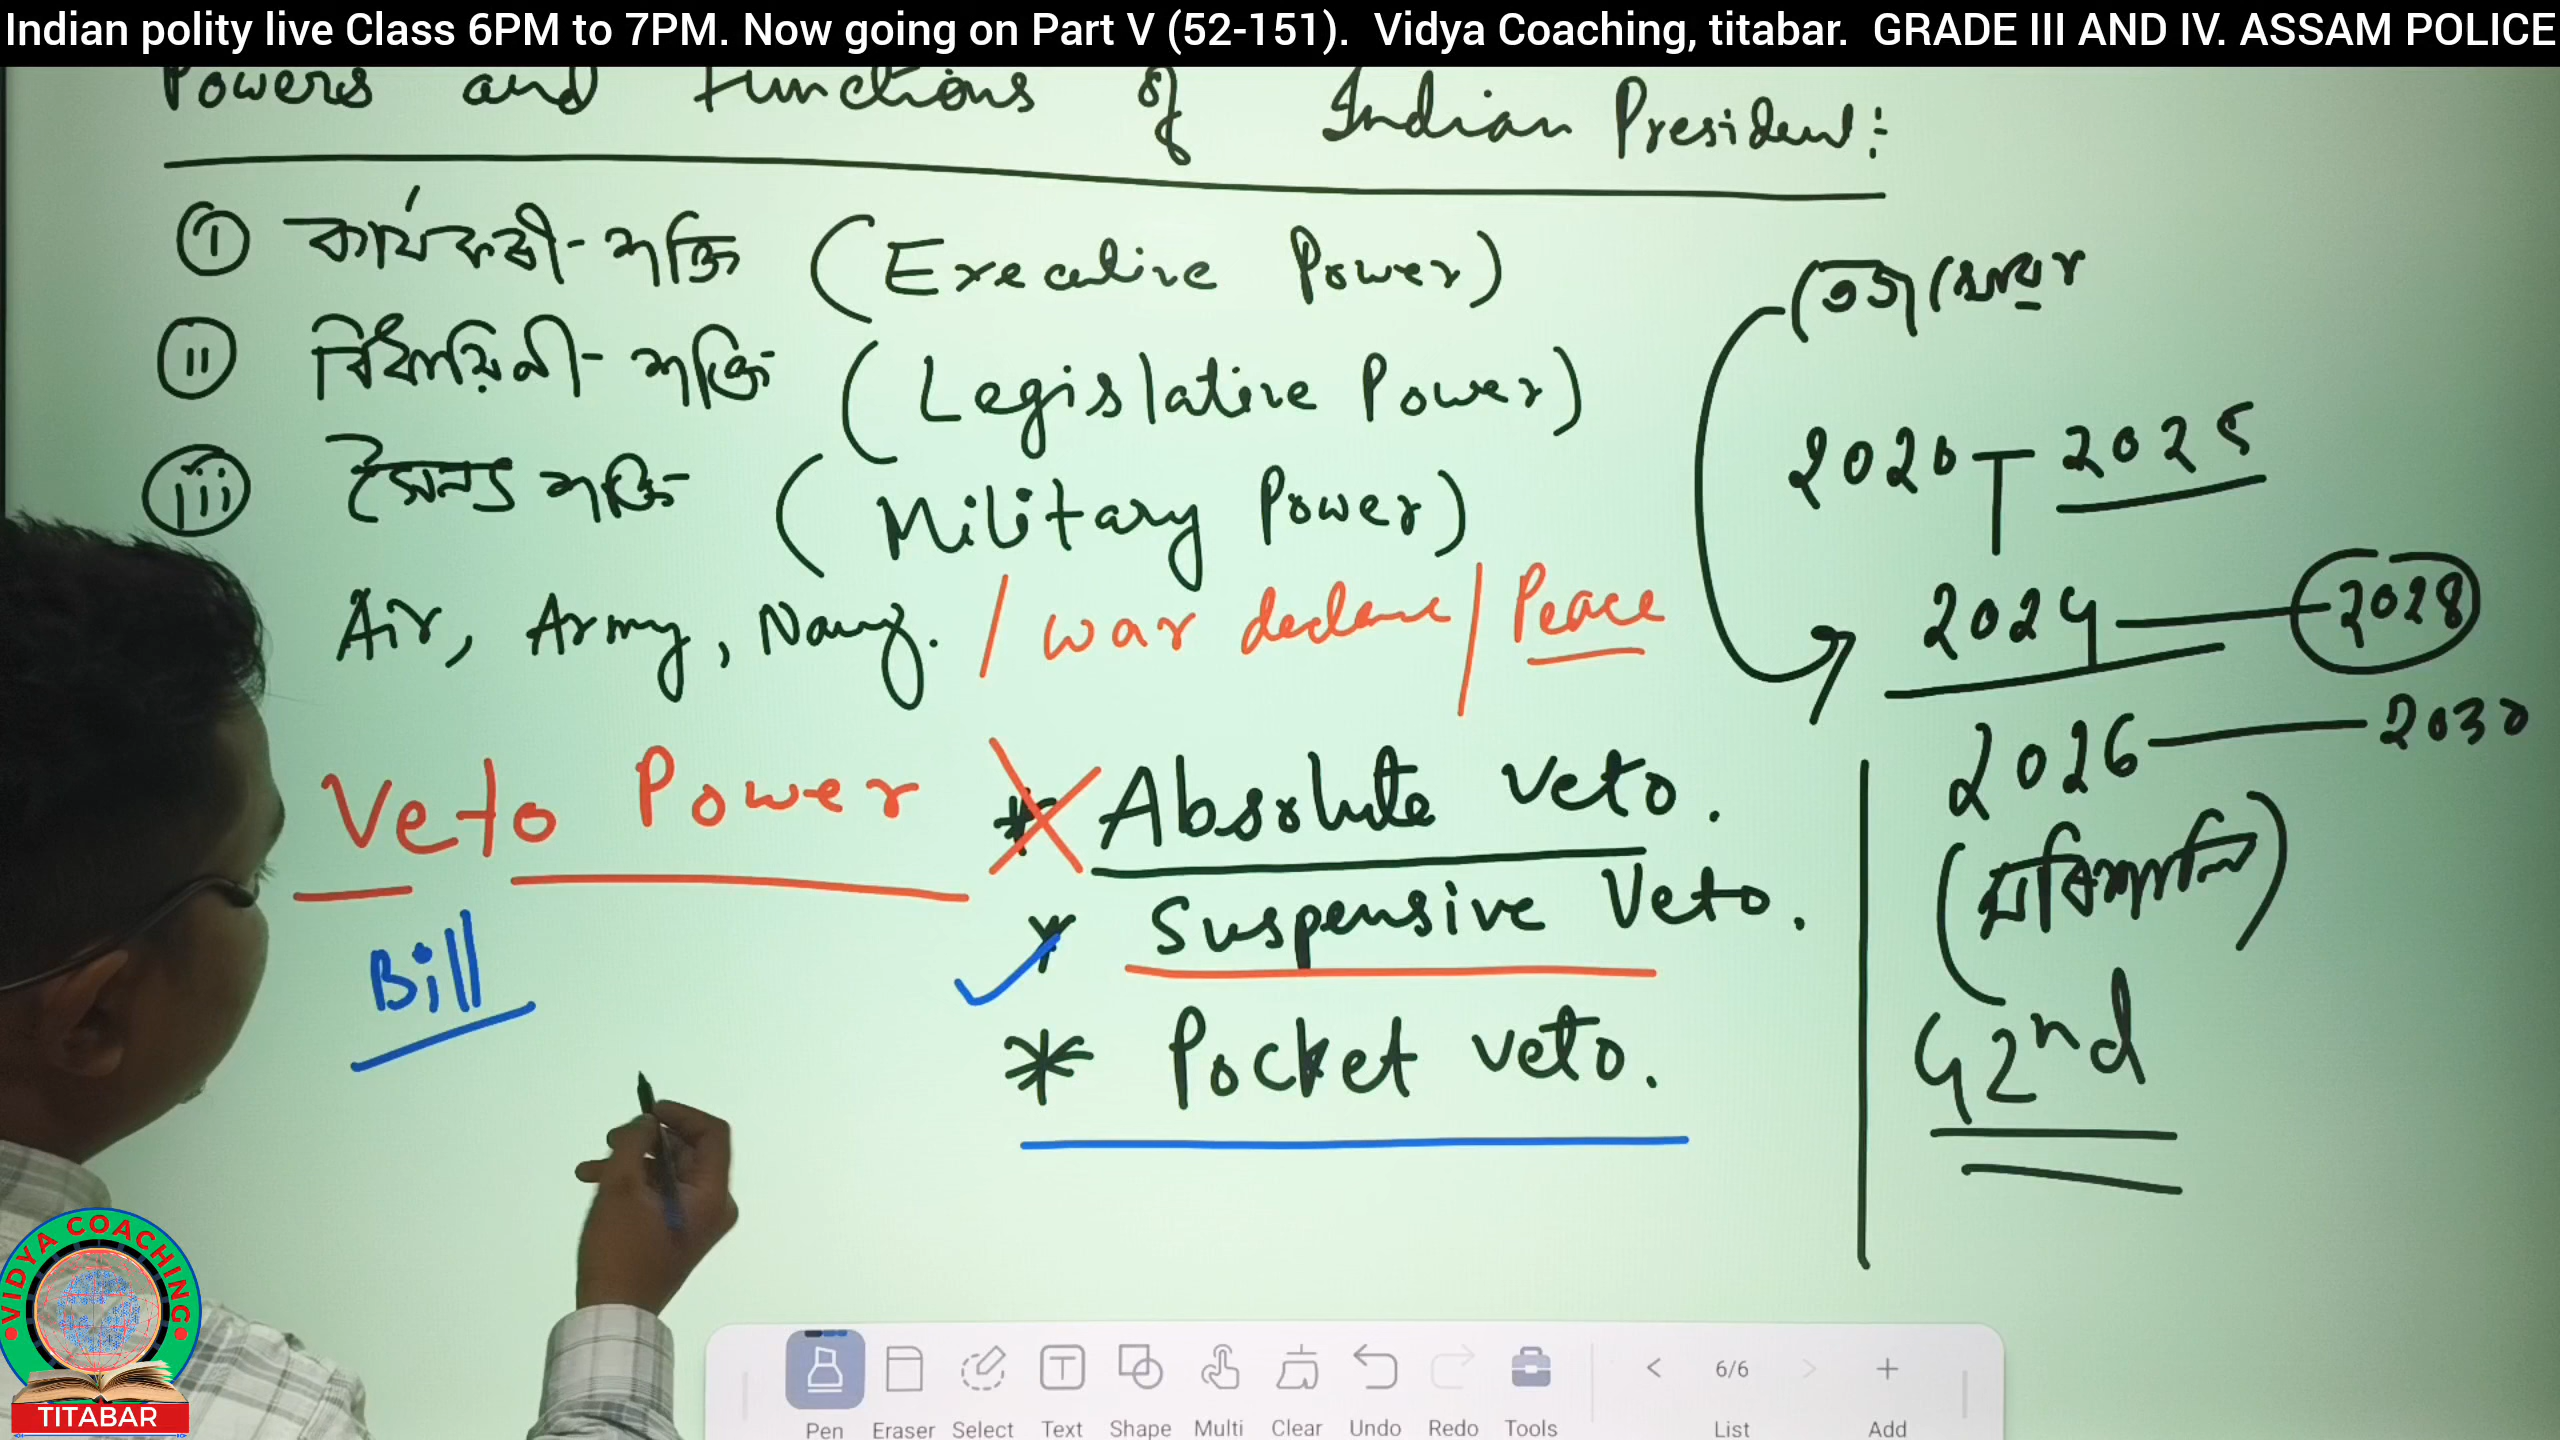 Indian polity live Class 6PM to 7PM. Now going on Part V (52-151). Vidya Coaching, titabar. GRADE III AND IV. ASSAM POLICE
Powers and Functions of Indian President:
(i) কার্যকৰী-শক্তি (Executive Power)
(ii) বিধায়িনী-শক্তি (Legislative Power)
(iii) সৈন্য শক্তি (Military Power)
Air, Army, Navy. / war declare / Peace
Veto Power
* Absolute veto.
* Suspensive Veto.
* Pocket veto.
Bill
2020 - 2025
2024 - 2028
2026 - 2030
42nd
VIDYA COACHING
TITABAR
Pen Eraser Select Text Shape Multi Clear Undo Redo Tools
< 6/6 > +
List Add